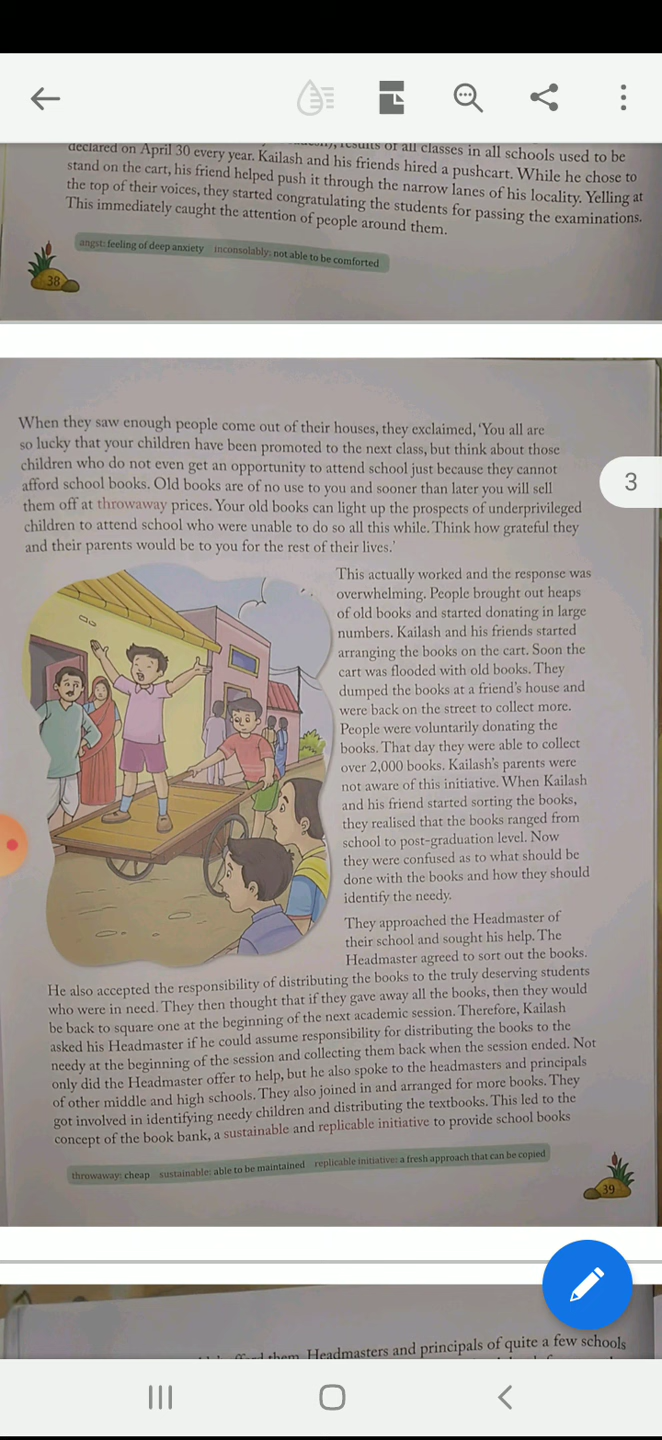 declared on April 30 every year. Kailash and his friends hired a pushcart. While he chose to
stand on the cart, his friend helped push it through the narrow lanes of his locality. Yelling at
the top of their voices, they started congratulating the students for passing the examinations.
This immediately caught the attention of people around them.
angst: feeling of deep anxiety inconsolably: not able to be comforted
38
When they saw enough people come out of their houses, they exclaimed, ‘You all are
so lucky that your children have been promoted to the next class, but think about those
children who do not even get an opportunity to attend school just because they cannot
afford school books. Old books are of no use to you and sooner than later you will sell
them off at throwaway prices. Your old books can light up the prospects of underprivileged
children to attend school who were unable to do so all this while. Think how grateful they
and their parents would be to you for the rest of their lives.’
3
This actually worked and the response was
overwhelming. People brought out heaps
of old books and started donating in large
numbers. Kailash and his friends started
arranging the books on the cart. Soon the
cart was flooded with old books. They
dumped the books at a friend’s house and
were back on the street to collect more.
People were voluntarily donating the
books. That day they were able to collect
over 2,000 books. Kailash’s parents were
not aware of this initiative. When Kailash
and his friend started sorting the books,
they realised that the books ranged from
school to post-graduation level. Now
they were confused as to what should be
done with the books and how they should
identify the needy.
They approached the Headmaster of
their school and sought his help. The
Headmaster agreed to sort out the books.
He also accepted the responsibility of distributing the books to the truly deserving students
who were in need. They then thought that if they gave away all the books, then they would
be back to square one at the beginning of the next academic session. Therefore, Kailash
asked his Headmaster if he could assume responsibility for distributing the books to the
needy at the beginning of the session and collecting them back when the session ended. Not
only did the Headmaster offer to help, but he also spoke to the headmasters and principals
of other middle and high schools. They also joined in and arranged for more books. They
got involved in identifying needy children and distributing the textbooks. This led to the
concept of the book bank, a sustainable and replicable initiative to provide school books
throwaway: cheap sustainable: able to be maintained replicable initiative: a fresh approach that can be copied
39
them. Headmasters and principals of quite a few schools